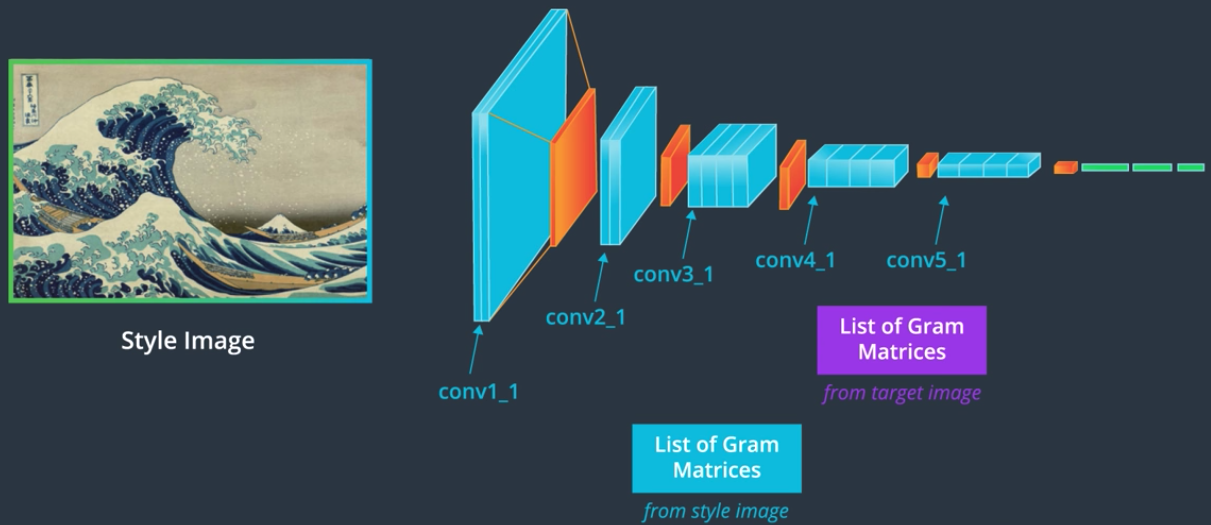 Style Image
conv1_1
conv2_1
conv3_1
conv4_1
conv5_1
List of Gram
Matrices
from target image
List of Gram
Matrices
from style image